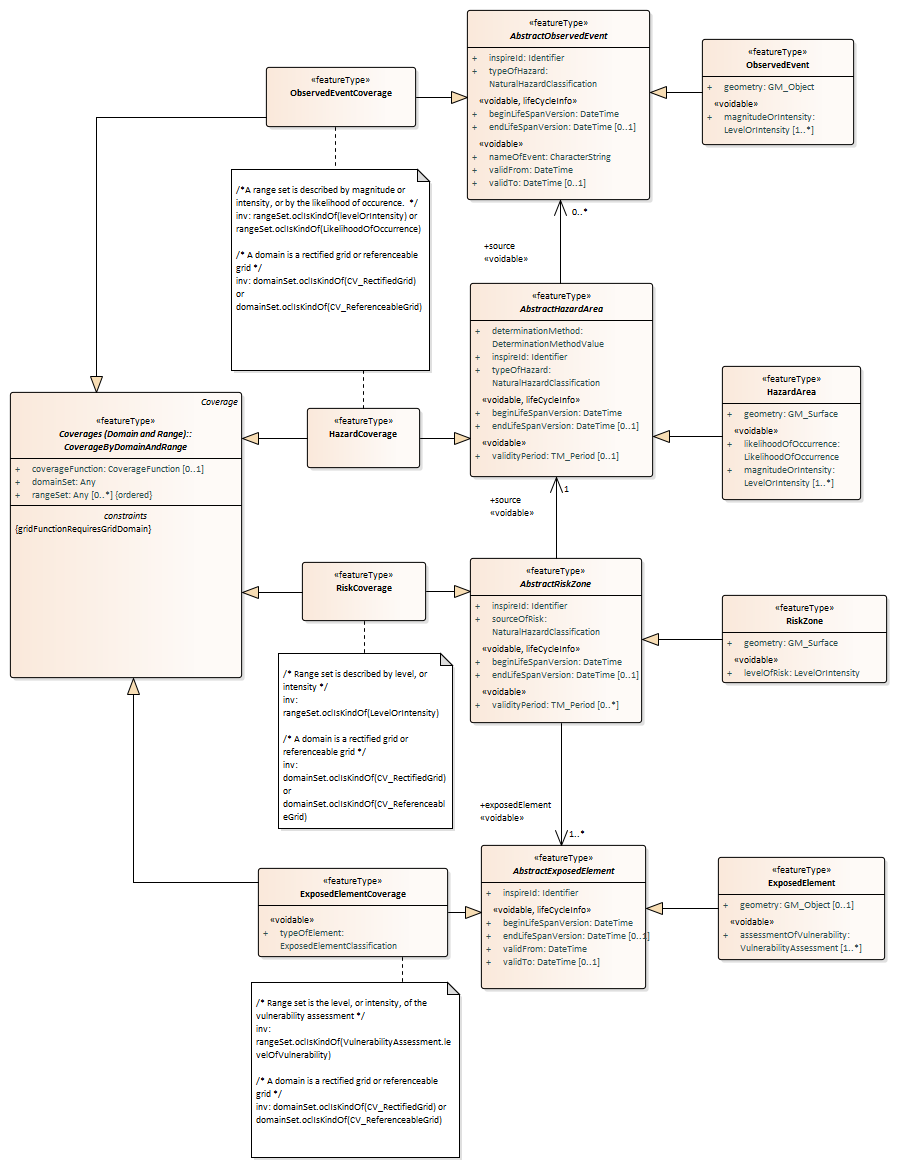 «featureType»
AbstractObservedEvent
+ inspireId: Identifier
+ typeOfHazard:
NaturalHazardClassification
«voidable, lifeCycleInfo»
+ beginLifeSpanVersion: DateTime
+ endLifeSpanVersion: DateTime [0..1]
«voidable»
+ nameOfEvent: CharacterString
+ validFrom: DateTime
+ validTo: DateTime [0..1]
«featureType»
ObservedEvent
+ geometry: GM_Object
«voidable»
+ magnitudeOrIntensity:
LevelOrIntensity [1..*]
«featureType»
ObservedEventCoverage
/*A range set is described by magnitude or
intensity, or by the likelihood of occurence. */
inv: rangeSet.oclIsKindOf(levelOrIntensity) or
rangeSet.oclIsKindOf(LikelihoodOfOccurrence)
/* A domain is a rectified grid or referenceable
grid */
inv: domainSet.oclIsKindOf(CV_RectifiedGrid)
or
domainSet.oclIsKindOf(CV_ReferenceableGrid)
0..*
+source
«voidable»
«featureType»
AbstractHazardArea
+ determinationMethod:
DeterminationMethodValue
+ inspireId: Identifier
+ typeOfHazard:
NaturalHazardClassification
«voidable, lifeCycleInfo»
+ beginLifeSpanVersion: DateTime
+ endLifeSpanVersion: DateTime [0..1]
«voidable»
+ validityPeriod: TM_Period [0..1]
«featureType»
HazardArea
+ geometry: GM_Surface
«voidable»
+ likelihoodOfOccurrence:
LikelihoodOfOccurrence
+ magnitudeOrIntensity:
LevelOrIntensity [1..*]
Coverage
«featureType»
Coverages (Domain and Range)::
CoverageByDomainAndRange
+ coverageFunction: CoverageFunction [0..1]
+ domainSet: Any
+ rangeSet: Any [0..*] {ordered}
constraints
{gridFunctionRequiresGridDomain}
«featureType»
HazardCoverage
1
+source
«voidable»
«featureType»
RiskCoverage
«featureType»
AbstractRiskZone
+ inspireId: Identifier
+ sourceOfRisk:
NaturalHazardClassification
«voidable, lifeCycleInfo»
+ beginLifeSpanVersion: DateTime
+ endLifeSpanVersion: DateTime [0..1]
«voidable»
+ validityPeriod: TM_Period [0..*]
«featureType»
RiskZone
+ geometry: GM_Surface
«voidable»
+ levelOfRisk: LevelOrIntensity
/* Range set is described by level, or
intensity */
inv:
rangeSet.oclIsKindOf(LevelOrIntensity)
/* A domain is a rectified grid or
referenceable grid */
inv:
domainSet.oclIsKindOf(CV_RectifiedGrid)
or
domainSet.oclIsKindOf(CV_Referenceabl
eGrid)
+exposedElement
«voidable»
1..*
«featureType»
ExposedElementCoverage
«voidable»
+ typeOfElement:
ExposedElementClassification
«featureType»
AbstractExposedElement
+ inspireId: Identifier
«voidable, lifeCycleInfo»
+ beginLifeSpanVersion: DateTime
+ endLifeSpanVersion: DateTime [0..1]
+ validFrom: DateTime
+ validTo: DateTime [0..1]
«featureType»
ExposedElement
+ geometry: GM_Object [0..1]
«voidable»
+ assessmentOfVulnerability:
VulnerabilityAssessment [1..*]
/* Range set is the level, or intensity, of the
vulnerability assessment */
inv:
rangeSet.oclIsKindOf(VulnerabilityAssessment.le
velOfVulnerability)
/* A domain is a rectified grid or referenceable
grid */
inv: domainSet.oclIsKindOf(CV_RectifiedGrid) or
domainSet.oclIsKindOf(CV_ReferenceableGrid)